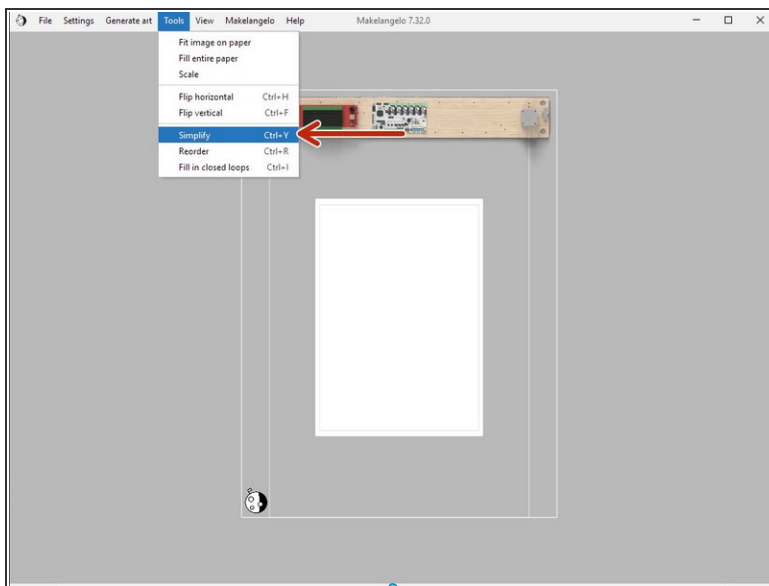 File Settings Generate art Tools View Makelangelo Help Makelangelo 7.32.0
Fit image on paper
Fill entire paper
Scale
Flip horizontal Ctrl+H
Flip vertical Ctrl+F
Simplify Ctrl+Y
Reorder Ctrl+R
Fill in closed loops Ctrl+I